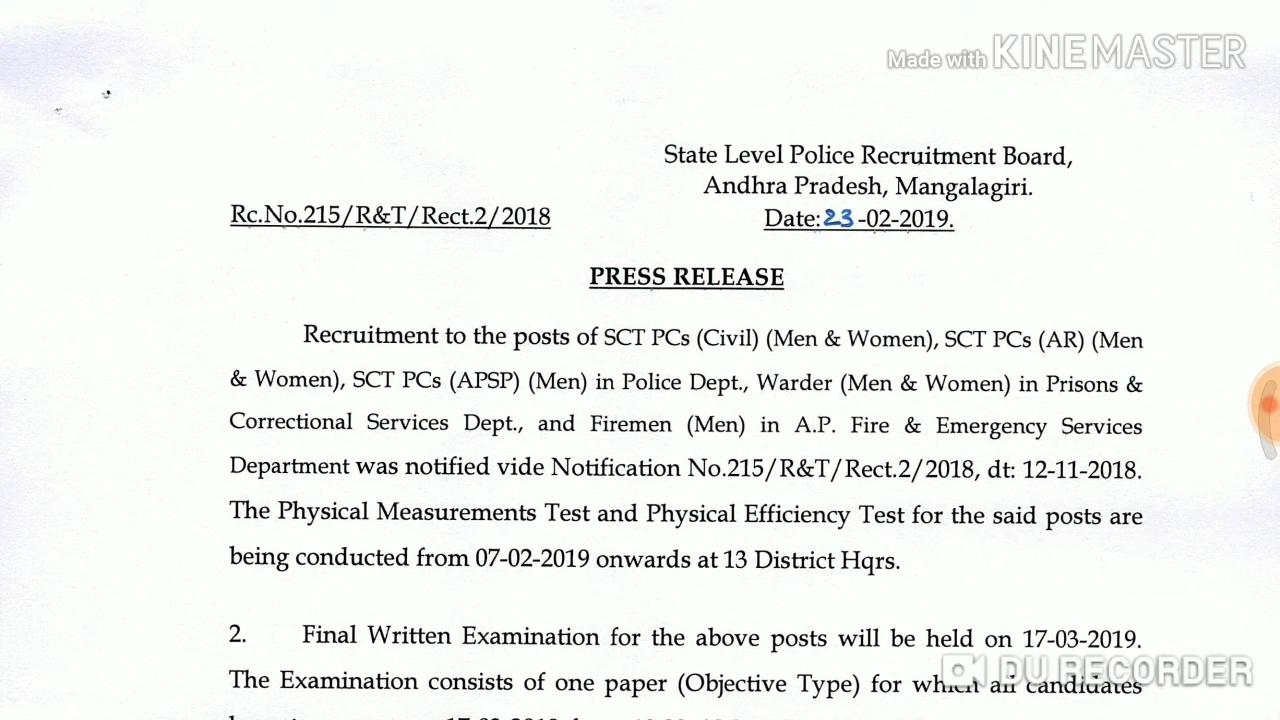 Made with KINEMASTER
State Level Police Recruitment Board,
Andhra Pradesh, Mangalagiri.
Rc.No.215/R&T/Rect.2/2018
Date:23-02-2019.
PRESS RELEASE
Recruitment to the posts of SCT PCs (Civil) (Men & Women), SCT PCs (AR) (Men
& Women), SCT PCs (APSP) (Men) in Police Dept., Warder (Men & Women) in Prisons &
Correctional Services Dept., and Firemen (Men) in A.P. Fire & Emergency Services
Department was notified vide Notification No.215/R&T/Rect.2/2018, dt: 12-11-2018.
The Physical Measurements Test and Physical Efficiency Test for the said posts are
being conducted from 07-02-2019 onwards at 13 District Hqrs.
2. Final Written Examination for the above posts will be held on 17-03-2019.
The Examination consists of one paper (Objective Type) for which all candidates
DU RECORDER